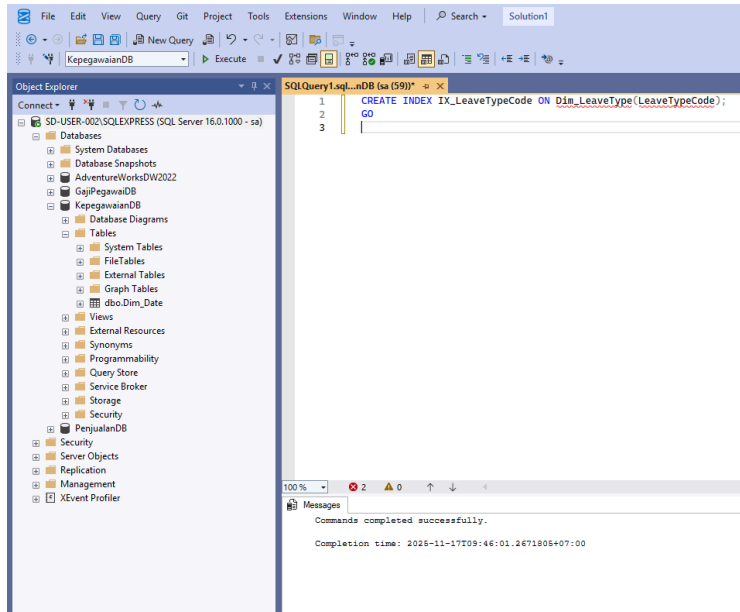 File Edit View Query Git Project Tools Extensions Window Help Search Solution1
New Query
KepegawaianDB Execute
Object Explorer
Connect
SD-USER-002\SQLEXPRESS (SQL Server 16.0.1000 - sa)
Databases
System Databases
Database Snapshots
AdventureWorksDW2022
GajiPegawaiDB
KepegawaianDB
Database Diagrams
Tables
System Tables
FileTables
External Tables
Graph Tables
dbo.Dim_Date
Views
External Resources
Synonyms
Programmability
Query Store
Service Broker
Storage
Security
PenjualanDB
Security
Server Objects
Replication
Management
XEvent Profiler
SQLQuery1.sql...nDB (sa (59))*
1 CREATE INDEX IX_LeaveTypeCode ON Dim_LeaveType(LeaveTypeCode);
2 GO
3
100 % 2 0
Messages
Commands completed successfully.
Completion time: 2025-11-17T09:46:01.2671805+07:00